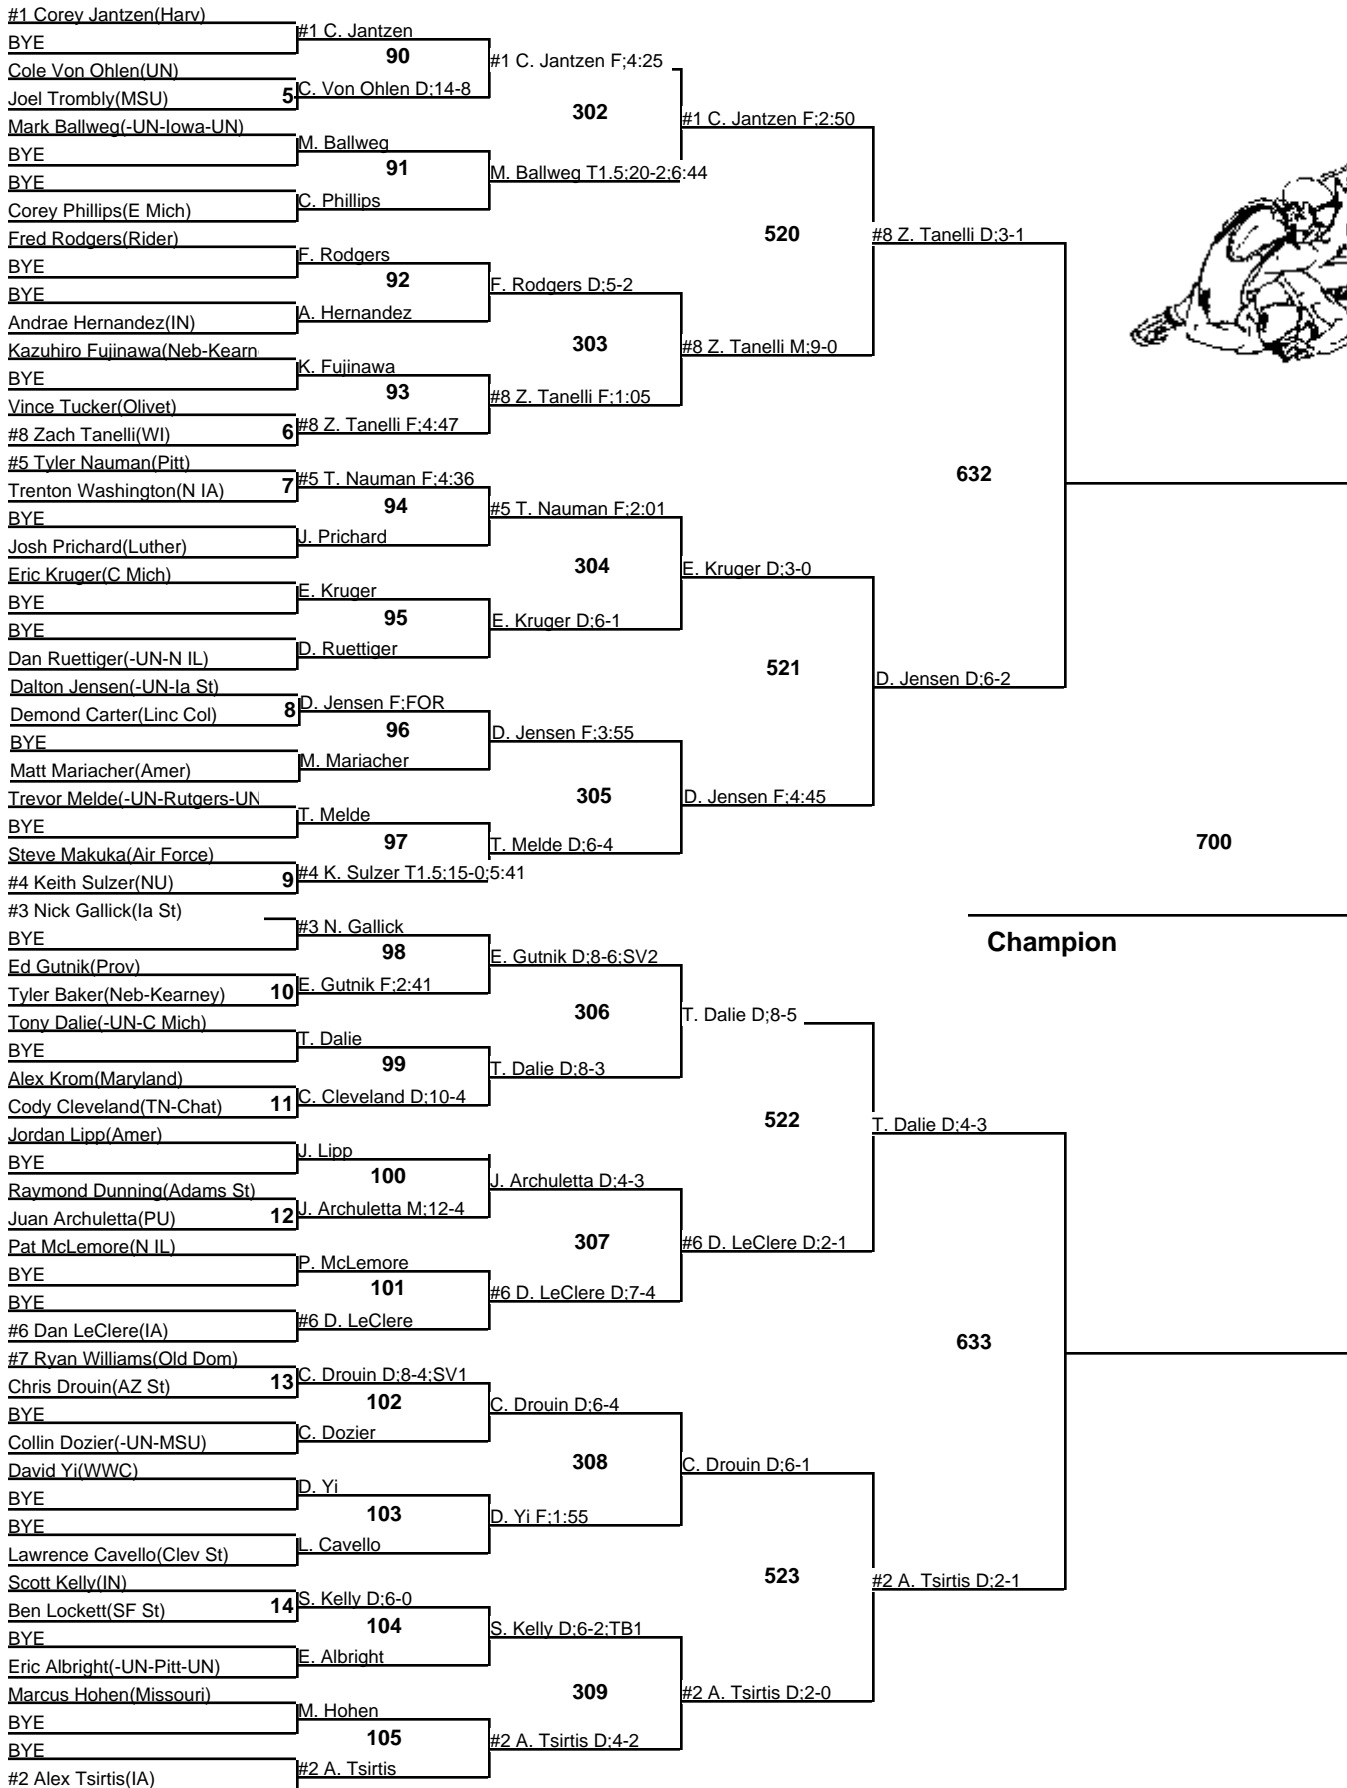 #1 Corey Jantzen(Harv)
BYE
Cole Von Ohlen(UN)
Joel Trombly(MSU)
Mark Ballweg(-UN-Iowa-UN)
BYE
BYE
Corey Phillips(E Mich)
Fred Rodgers(Rider)
BYE
BYE
Andrae Hernandez(IN)
Kazuhiro Fujinawa(Neb-Kearn
BYE
Vince Tucker(Olivet)
#8 Zach Tanelli(WI)
#5 Tyler Nauman(Pitt)
Trenton Washington(N IA)
BYE
Josh Prichard(Luther)
Eric Kruger(C Mich)
BYE
BYE
Dan Ruettiger(-UN-N IL)
Dalton Jensen(-UN-Ia St)
Demond Carter(Linc Col)
BYE
Matt Mariacher(Amer)
Trevor Melde(-UN-Rutgers-UN
BYE
Steve Makuka(Air Force)
#4 Keith Sulzer(NU)
#3 Nick Gallick(Ia St)
BYE
Ed Gutnik(Prov)
Tyler Baker(Neb-Kearney)
Tony Dalie(-UN-C Mich)
BYE
Alex Krom(Maryland)
Cody Cleveland(TN-Chat)
Jordan Lipp(Amer)
BYE
Raymond Dunning(Adams St)
Juan Archuletta(PU)
Pat McLemore(N IL)
BYE
BYE
#6 Dan LeClere(IA)
#7 Ryan Williams(Old Dom)
Chris Drouin(AZ St)
BYE
Collin Dozier(-UN-MSU)
David Yi(WWC)
BYE
BYE
Lawrence Cavello(Clev St)
Scott Kelly(IN)
Ben Lockett(SF St)
BYE
Eric Albright(-UN-Pitt-UN)
Marcus Hohen(Missouri)
BYE
BYE
#2 Alex Tsirtis(IA)
5
6
7
8
9
10
11
12
13
14
#1 C. Jantzen
90
C. Von Ohlen D;14-8
M. Ballweg
91
C. Phillips
F. Rodgers
92
A. Hernandez
K. Fujinawa
93
#8 Z. Tanelli F;4:47
#5 T. Nauman F;4:36
94
J. Prichard
E. Kruger
95
D. Ruettiger
D. Jensen F;FOR
96
M. Mariacher
T. Melde
97
#4 K. Sulzer T1.5;15-0;5:41
#3 N. Gallick
98
E. Gutnik F;2:41
T. Dalie
99
C. Cleveland D;10-4
J. Lipp
100
J. Archuletta M;12-4
P. McLemore
101
#6 D. LeClere
C. Drouin D;8-4;SV1
102
C. Dozier
D. Yi
103
L. Cavello
S. Kelly D;6-0
104
E. Albright
M. Hohen
105
#2 A. Tsirtis
#1 C. Jantzen F;4:25
302
M. Ballweg T1.5;20-2;6:44
F. Rodgers D;5-2
303
#8 Z. Tanelli F;1:05
#5 T. Nauman F;2:01
304
E. Kruger D;6-1
D. Jensen F;3:55
305
T. Melde D;6-4
E. Gutnik D;8-6;SV2
306
T. Dalie D;8-3
J. Archuletta D;4-3
307
#6 D. LeClere D;7-4
C. Drouin D;6-4
308
D. Yi F;1:55
S. Kelly D;6-2;TB1
309
#2 A. Tsirtis D;4-2
#1 C. Jantzen F;2:50
520
#8 Z. Tanelli M;9-0
E. Kruger D;3-0
521
D. Jensen F;4:45
T. Dalie D;8-5
522
#6 D. LeClere D;2-1
C. Drouin D;6-1
523
#2 A. Tsirtis D;2-0
#8 Z. Tanelli D;3-1
632
D. Jensen D;6-2
T. Dalie D;4-3
633
#2 A. Tsirtis D;2-1
700
Champion